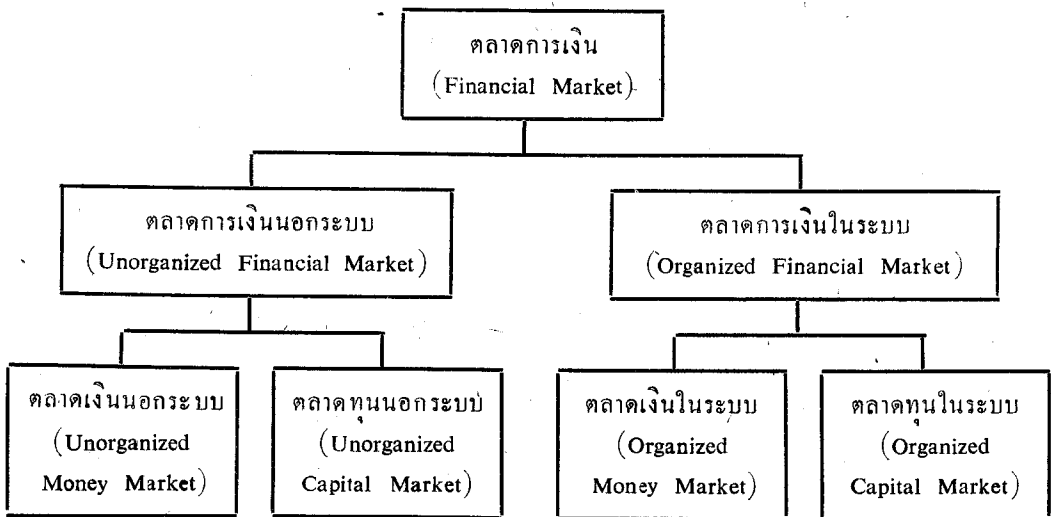 ตลาดการเงิน
(Financial Market)
ตลาดการเงินนอกระบบ
(Unorganized Financial Market)
ตลาดการเงินในระบบ
(Organized Financial Market)
ตลาดเงินนอกระบบ
(Unorganized
Money Market)
ตลาดทุนนอกระบบ
(Unorganized
Capital Market)
ตลาดเงินในระบบ
(Organized
Money Market)
ตลาดทุนในระบบ
(Organized
Capital Market)